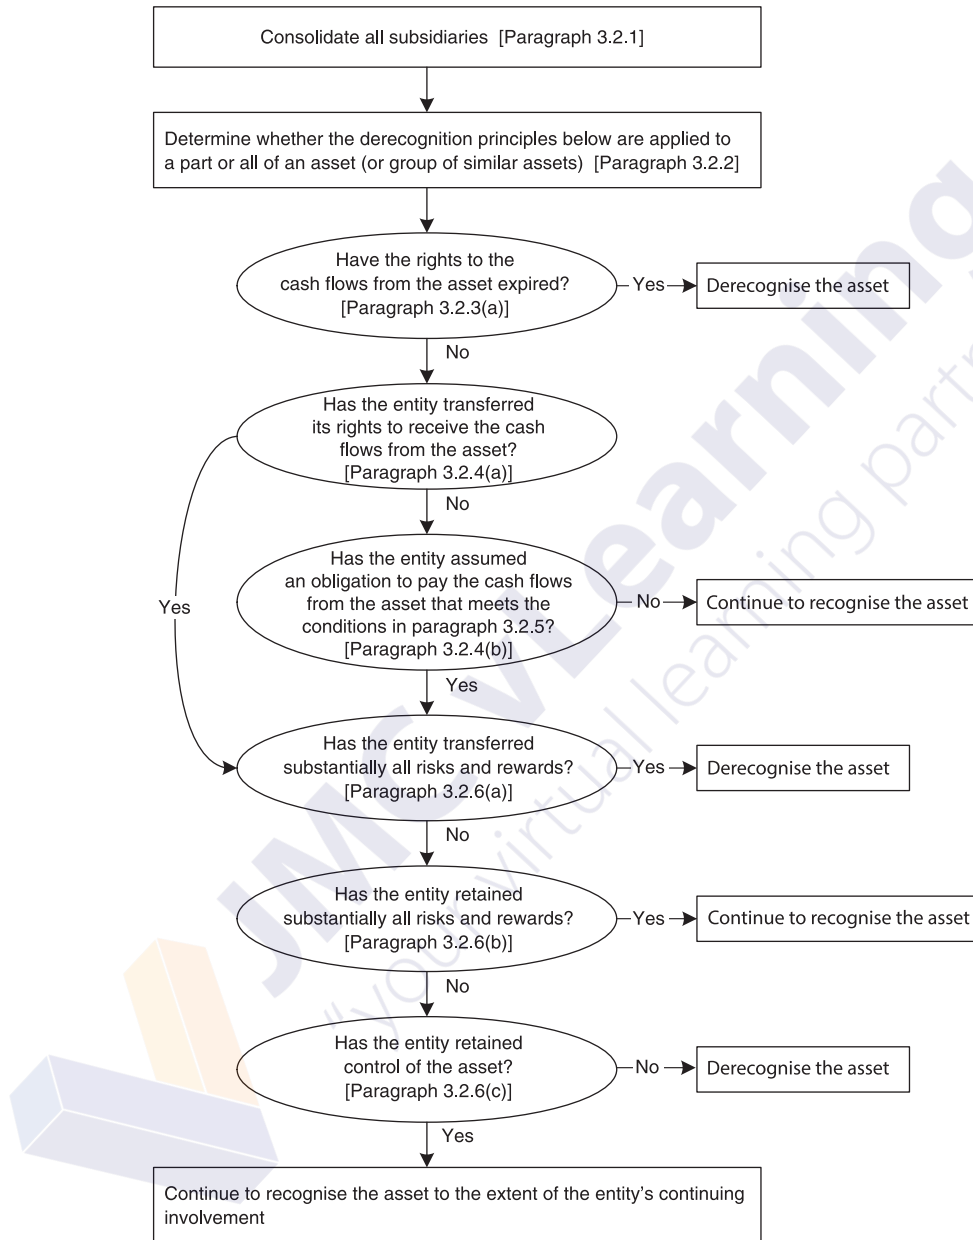 Consolidate all subsidiaries [Paragraph 3.2.1]
Determine whether the derecognition principles below are applied to
a part or all of an asset (or group of similar assets) [Paragraph 3.2.2]
Have the rights to the
cash flows from the asset expired?
[Paragraph 3.2.3(a)]
Yes
Derecognise the asset
No
Has the entity transferred
its rights to receive the cash
flows from the asset?
[Paragraph 3.2.4(a)]
No
Yes
Has the entity assumed
an obligation to pay the cash flows
from the asset that meets the
conditions in paragraph 3.2.5?
[Paragraph 3.2.4(b)]
No
Continue to recognise the asset
Yes
Has the entity transferred
substantially all risks and rewards?
[Paragraph 3.2.6(a)]
Yes
Derecognise the asset
No
Has the entity retained
substantially all risks and rewards?
[Paragraph 3.2.6(b)]
Yes
Continue to recognise the asset
No
Has the entity retained
control of the asset?
[Paragraph 3.2.6(c)]
No
Derecognise the asset
Yes
Continue to recognise the asset to the extent of the entity's continuing
involvement
JMC vLearning
"your virtual learning part